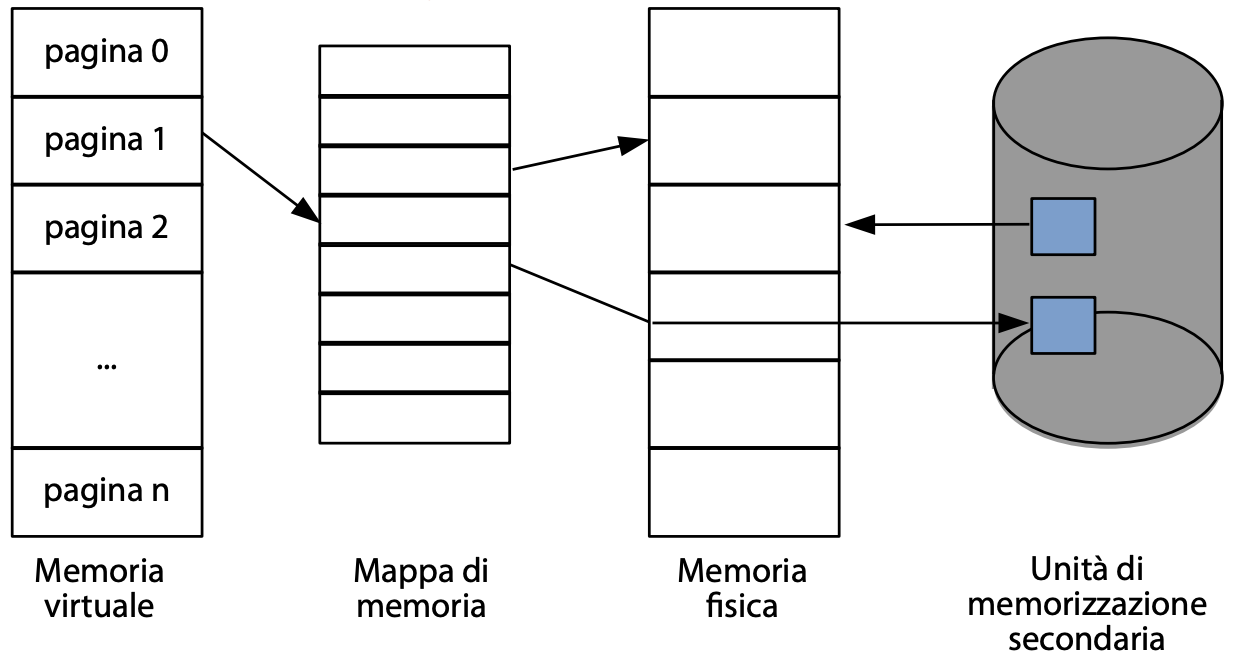 pagina 0
pagina 1
pagina 2
...
pagina n
Memoria
virtuale
Mappa di
memoria
Memoria
fisica
Unità di
memorizzazione
secondaria